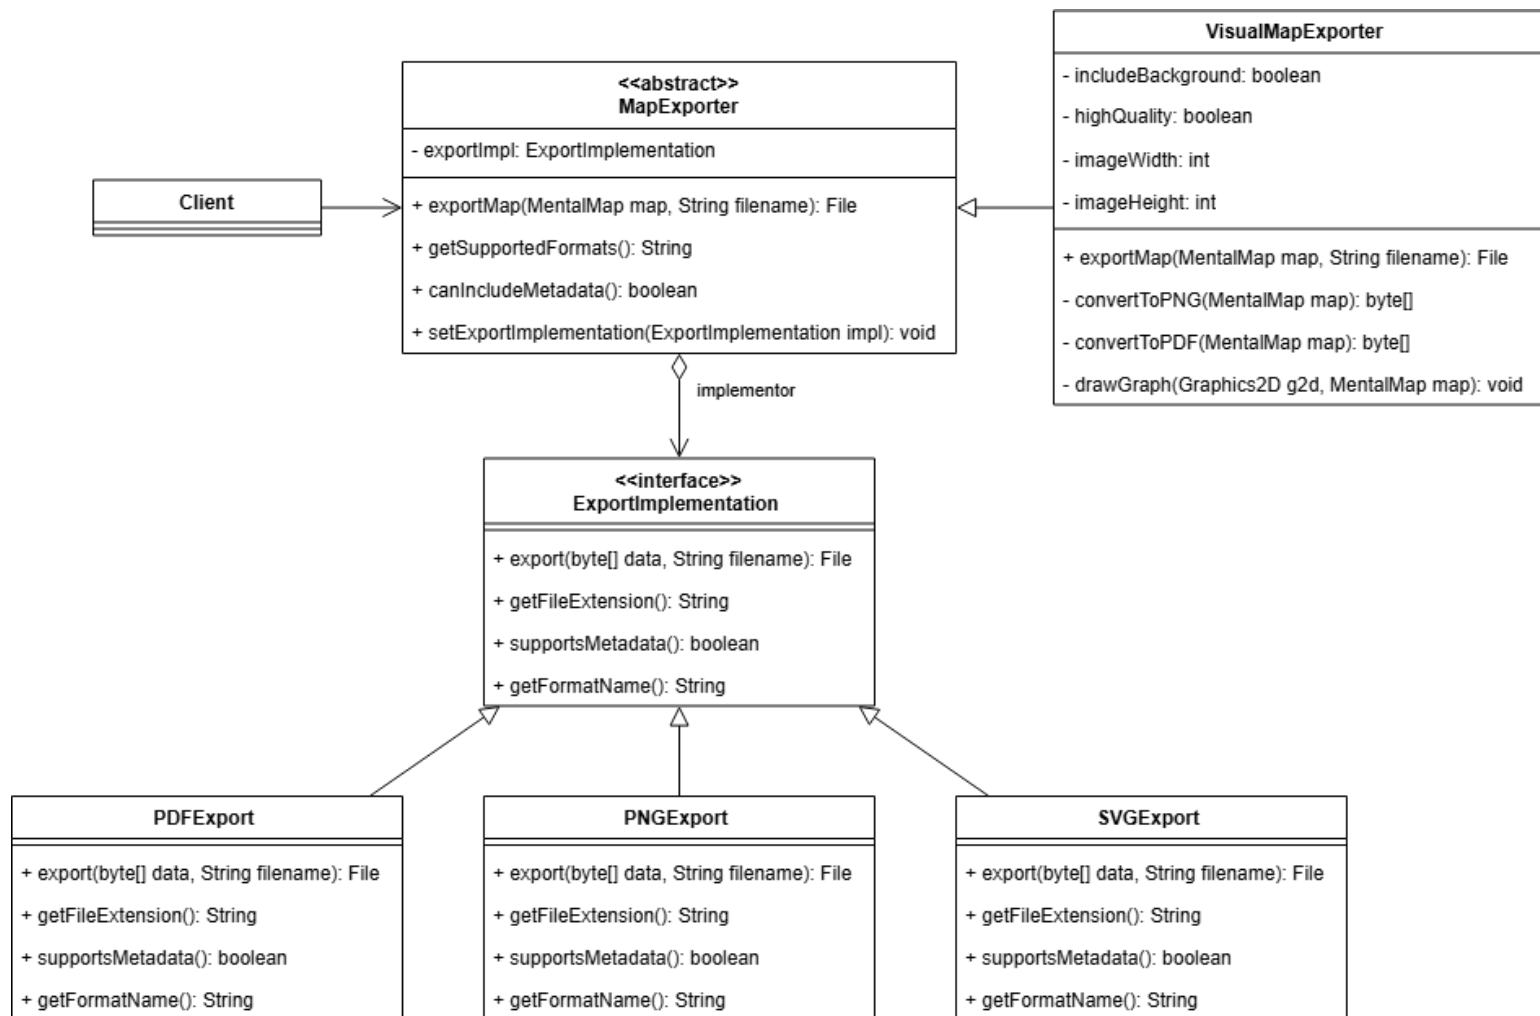 VisualMapExporter
- includeBackground: boolean
- highQuality: boolean
- imageWidth: int
- imageHeight: int
+ exportMap(MentalMap map, String filename): File
- convertToPNG(MentalMap map): byte[]
- convertToPDF(MentalMap map): byte[]
- drawGraph(Graphics2D g2d, MentalMap map): void
<<abstract>>
MapExporter
- exportImpl: ExportImplementation
+ exportMap(MentalMap map, String filename): File
+ getSupportedFormats(): String
+ canIncludeMetadata(): boolean
+ setExportImplementation(ExportImplementation impl): void
Client
implementor
<<interface>>
ExportImplementation
+ export(byte[] data, String filename): File
+ getFileExtension(): String
+ supportsMetadata(): boolean
+ getFormatName(): String
PDFExport
+ export(byte[] data, String filename): File
+ getFileExtension(): String
+ supportsMetadata(): boolean
+ getFormatName(): String
PNGExport
+ export(byte[] data, String filename): File
+ getFileExtension(): String
+ supportsMetadata(): boolean
+ getFormatName(): String
SVGExport
+ export(byte[] data, String filename): File
+ getFileExtension(): String
+ supportsMetadata(): boolean
+ getFormatName(): String